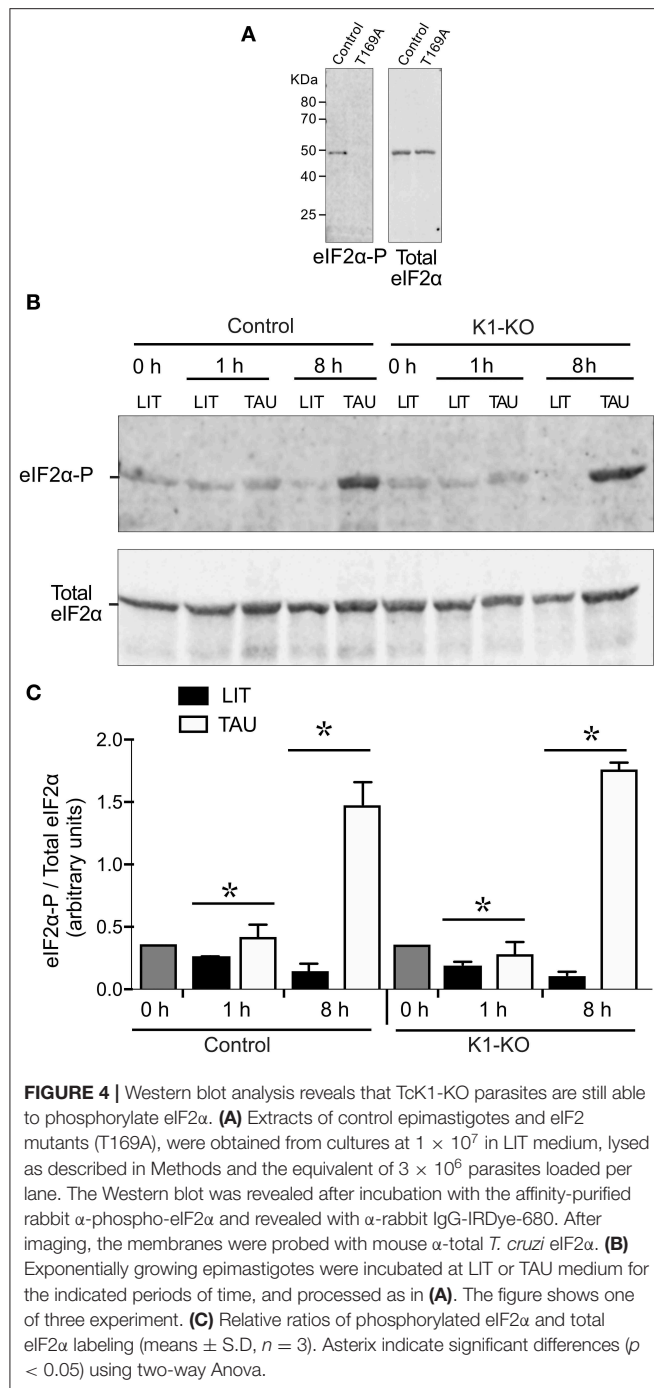 A
Control
T169A
Control
T169A
KDa
80
70
50
40
25
eIF2α-P
Total
eIF2α
B
Control K1-KO
0 h 1 h 8 h 0 h 1h 8h
LIT LIT TAU LIT TAU LIT LIT TAU LIT TAU
eIF2α-P
Total
eIF2α
C
LIT
TAU
eIF2α-P / Total eIF2α
(arbitrary units)
2.0
1.5
1.0
0.5
0.0
* * * *
0 h 1 h 8 h 0 h 1 h 8 h
Control K1-KO
FIGURE 4 | Western blot analysis reveals that TcK1-KO parasites are still able
to phosphorylate eIF2α. (A) Extracts of control epimastigotes and eIF2
mutants (T169A), were obtained from cultures at 1 × 10⁷ in LIT medium, lysed
as described in Methods and the equivalent of 3 × 10⁶ parasites loaded per
lane. The Western blot was revealed after incubation with the affinity-purified
rabbit α-phospho-eIF2α and revealed with α-rabbit IgG-IRDye-680. After
imaging, the membranes were probed with mouse α-total T. cruzi eIF2α. (B)
Exponentially growing epimastigotes were incubated at LIT or TAU medium for
the indicated periods of time, and processed as in (A). The figure shows one
of three experiment. (C) Relative ratios of phosphorylated eIF2α and total
eIF2α labeling (means ± S.D, n = 3). Asterix indicate significant differences (p
< 0.05) using two-way Anova.